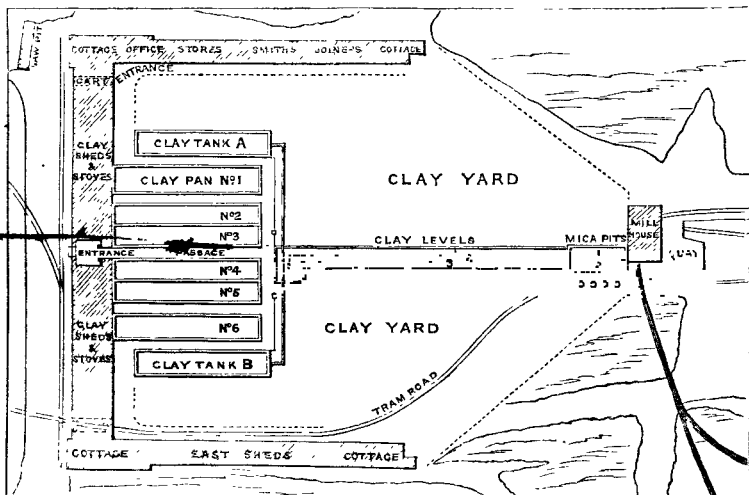 SAW PIT
COTTAGE OFFICE STORES SMITHS JOINERS COTTAGE
CART ENTRANCE
CLAY TANK A
CLAY SHEDS & STOVES
CLAY PAN Nº1
CLAY YARD
Nº2
Nº3
CLAY LEVELS
MICA PITS
MILL HOUSE
ENTRANCE PASSAGE
Nº4
Nº5
CLAY SHEDS & STOVES
Nº6
CLAY YARD
CLAY TANK B
TRAM ROAD
COTTAGE EAST SHEDS COTTAGE